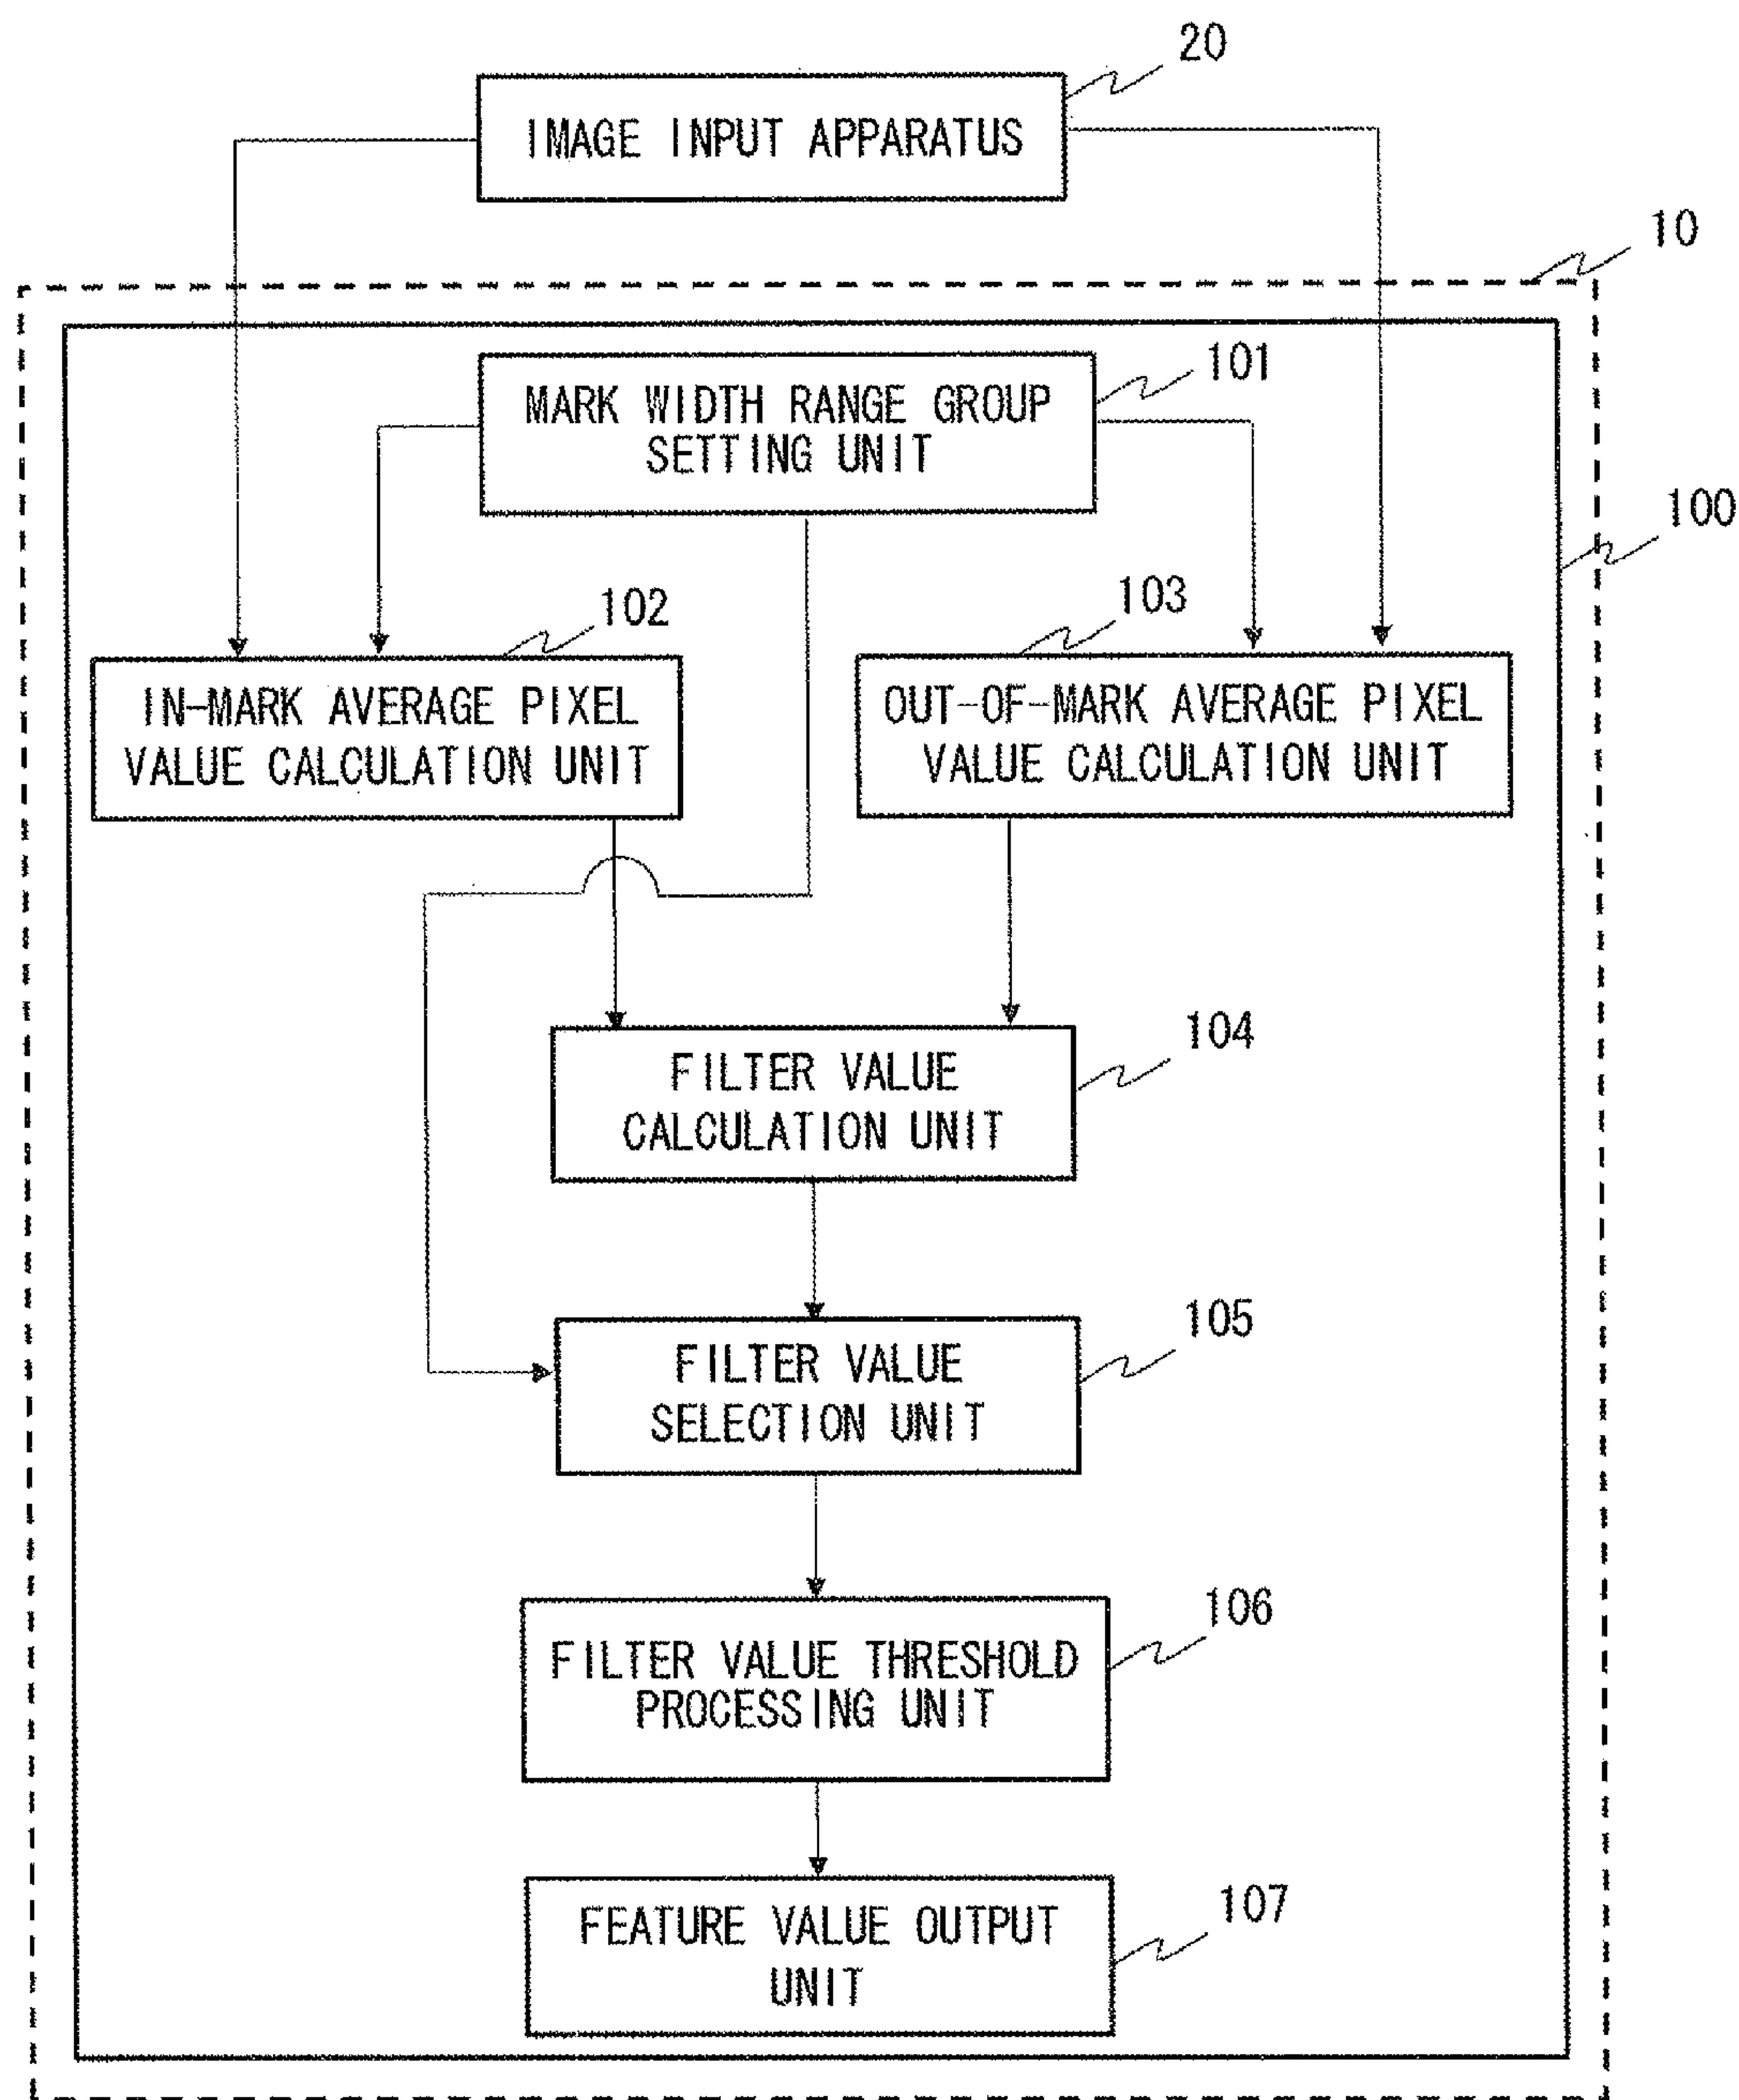 20
IMAGE INPUT APPARATUS
10
101
MARK WIDTH RANGE GROUP
SETTING UNIT
100
102
103
IN-MARK AVERAGE PIXEL
VALUE CALCULATION UNIT
OUT-OF-MARK AVERAGE PIXEL
VALUE CALCULATION UNIT
104
FILTER VALUE
CALCULATION UNIT
105
FILTER VALUE
SELECTION UNIT
106
FILTER VALUE THRESHOLD
PROCESSING UNIT
107
FEATURE VALUE OUTPUT
UNIT